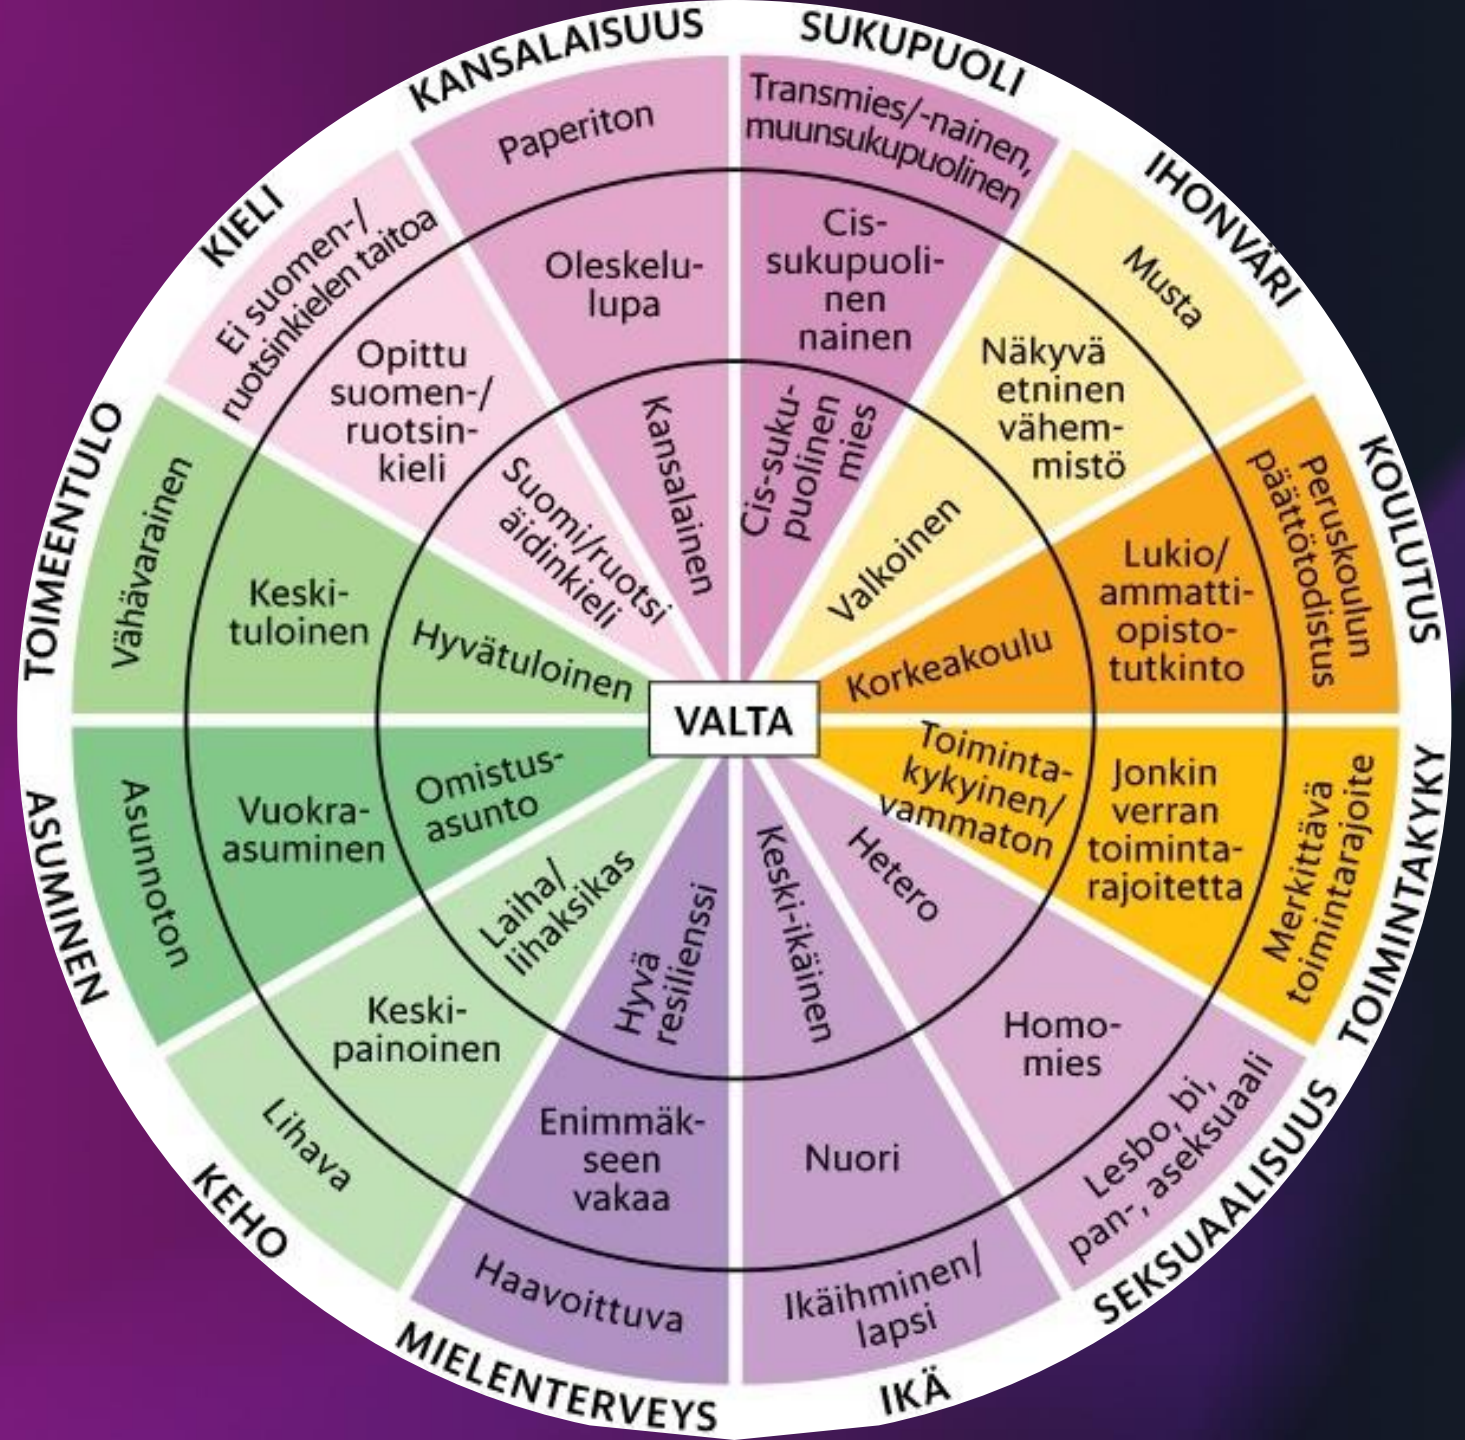 KANSALAISUUS
Paperiton
Oleskelu-
lupa
Kansalainen
SUKUPUOLI
Transmies/-nainen,
muunsukupuolinen
Cis-
sukupuoli-
nen
nainen
Cis-suku-
puolinen
mies
IHONVÄRI
Musta
Näkyvä
etninen
vähem-
mistö
Valkoinen
KOULUTUS
Peruskoulun
päättötodistus
Lukio/
ammatti-
opisto-
tutkinto
Korkeakoulu
TOIMINTAKYKY
Merkittävä
toimintarajoite
Jonkin
verran
toiminta-
rajoitetta
Toiminta-
kykyinen/
vammaton
SEKSUAALISUUS
Lesbo, bi,
pan-, aseksuaali
Homo-
mies
Hetero
IKÄ
Ikäihminen/
lapsi
Nuori
Keski-ikäinen
MIELENTERVEYS
Haavoittuva
Enimmäk-
seen
vakaa
Hyvä
resilienssi
KEHO
Lihava
Keski-
painoinen
Laiha/
lihaksikas
ASUMINEN
Asunnoton
Vuokra-
asuminen
Omistus-
asunto
TOIMEENTULO
Vähävarainen
Keski-
tuloinen
Hyvätuloinen
KIELI
Ei suomen-/
ruotsinkielen taitoa
Opittu
suomen-/
ruotsin-
kieli
Suomi/ruotsi
äidinkieli
VALTA